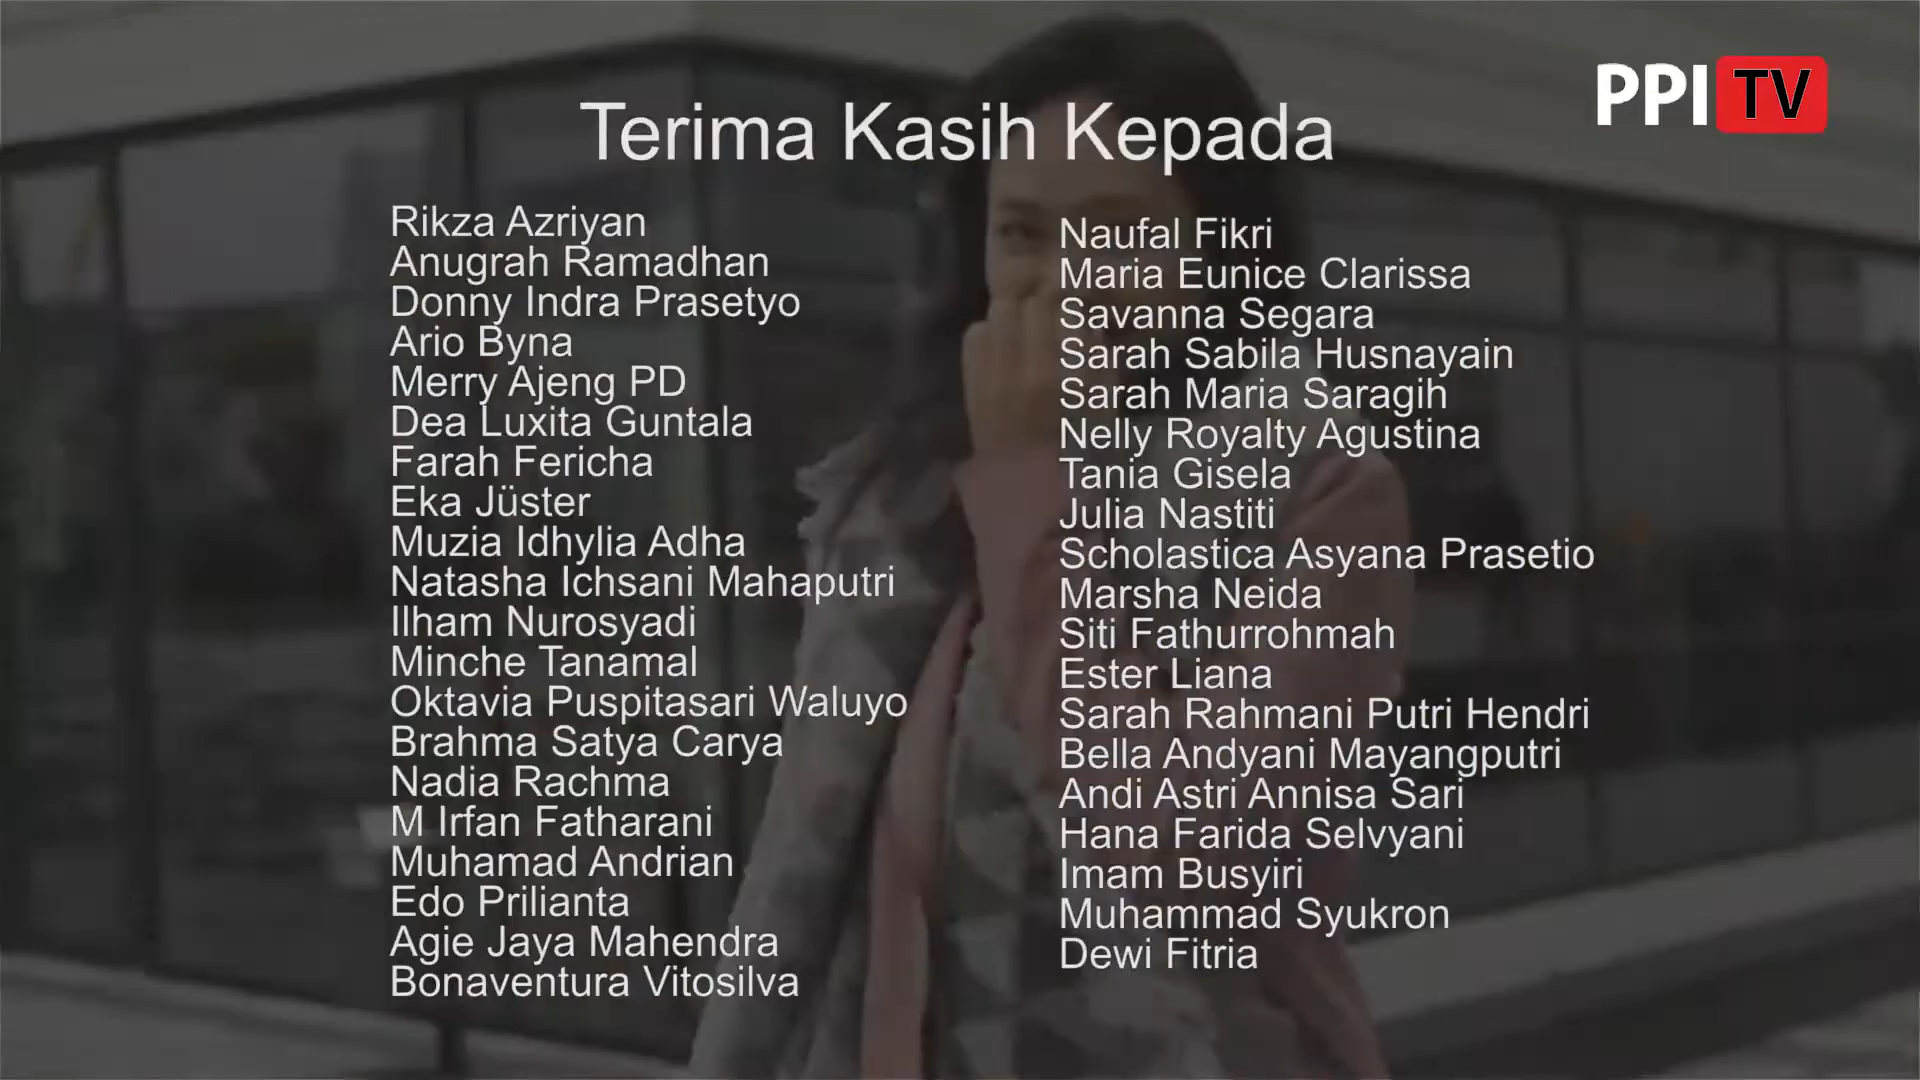 PPI TV
Terima Kasih Kepada
Rikza Azriyan
Anugrah Ramadhan
Donny Indra Prasetyo
Ario Byna
Merry Ajeng PD
Dea Luxita Guntala
Farah Fericha
Eka Jüster
Muzia Idhylia Adha
Natasha Ichsani Mahaputri
Ilham Nurosyadi
Minche Tanamal
Oktavia Puspitasari Waluyo
Brahma Satya Carya
Nadia Rachma
M Irfan Fatharani
Muhamad Andrian
Edo Prilianta
Agie Jaya Mahendra
Bonaventura Vitosilva
Naufal Fikri
Maria Eunice Clarissa
Savanna Segara
Sarah Sabila Husnayain
Sarah Maria Saragih
Nelly Royalty Agustina
Tania Gisela
Julia Nastiti
Scholastica Asyana Prasetio
Marsha Neida
Siti Fathurrohmah
Ester Liana
Sarah Rahmani Putri Hendri
Bella Andyani Mayangputri
Andi Astri Annisa Sari
Hana Farida Selvyani
Imam Busyiri
Muhammad Syukron
Dewi Fitria